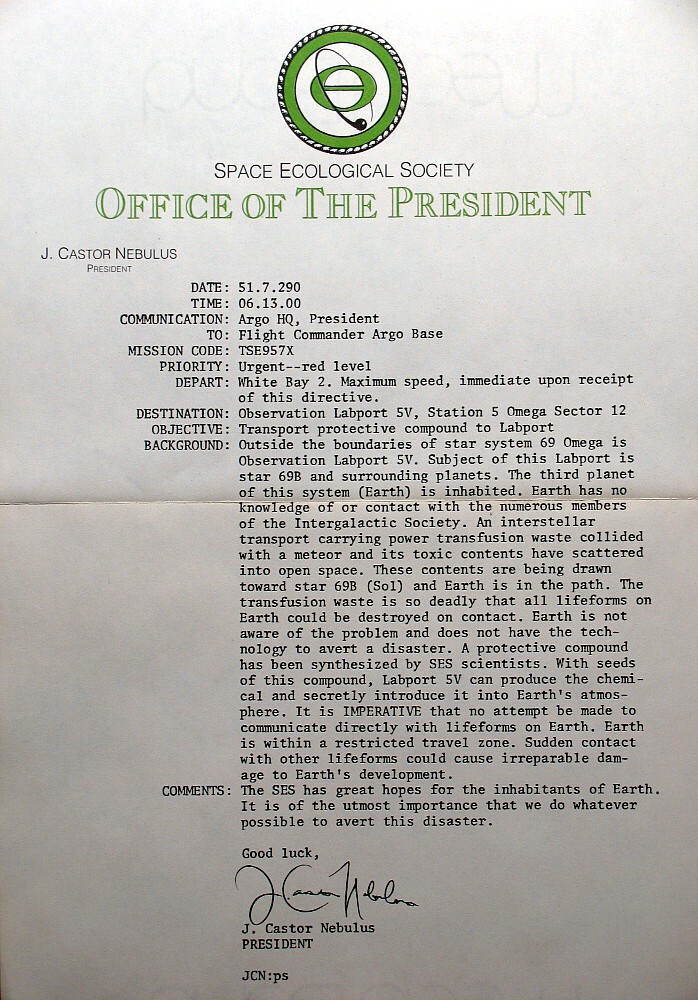 SPACE ECOLOGICAL SOCIETY
OFFICE OF THE PRESIDENT
J. CASTOR NEBULUS
PRESIDENT
DATE: 51.7.290
TIME: 06.13.00
COMMUNICATION: Argo HQ, President
TO: Flight Commander Argo Base
MISSION CODE: TSE957X
PRIORITY: Urgent--red level
DEPART: White Bay 2. Maximum speed, immediate upon receipt
of this directive.
DESTINATION: Observation Labport 5V, Station 5 Omega Sector 12
OBJECTIVE: Transport protective compound to Labport
BACKGROUND: Outside the boundaries of star system 69 Omega is
Observation Labport 5V. Subject of this Labport is
star 69B and surrounding planets. The third planet
of this system (Earth) is inhabited. Earth has no
knowledge of or contact with the numerous members
of the Intergalactic Society. An interstellar
transport carrying power transfusion waste collided
with a meteor and its toxic contents have scattered
into open space. These contents are being drawn
toward star 69B (Sol) and Earth is in the path. The
transfusion waste is so deadly that all lifeforms on
Earth could be destroyed on contact. Earth is not
aware of the problem and does not have the tech-
nology to avert a disaster. A protective compound
has been synthesized by SES scientists. With seeds
of this compound, Labport 5V can produce the chemi-
cal and secretly introduce it into Earth's atmos-
phere. It is IMPERATIVE that no attempt be made to
communicate directly with lifeforms on Earth. Earth
is within a restricted travel zone. Sudden contact
with other lifeforms could cause irreparable dam-
age to Earth's development.
COMMENTS: The SES has great hopes for the inhabitants of Earth.
It is of the utmost importance that we do whatever
possible to avert this disaster.
Good luck,
J Castor Nebulus
J. Castor Nebulus
PRESIDENT
JCN:ps